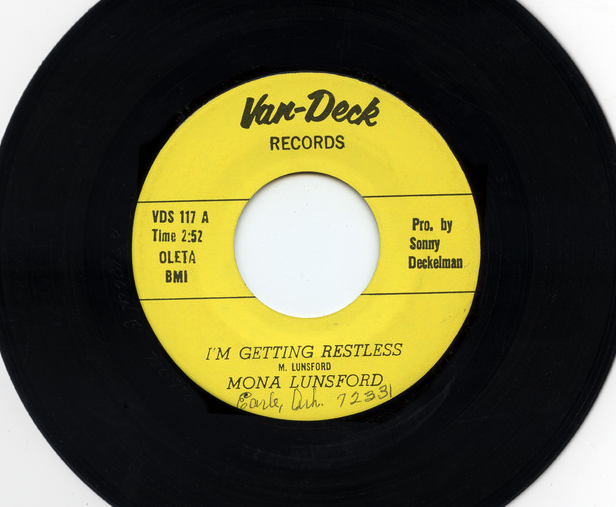 Van-Deck
RECORDS
VDS 117 A
Time 2:52
OLETA
BMI
Pro. by
Sonny
Deckelman
I'M GETTING RESTLESS
M. LUNSFORD
MONA LUNSFORD
Earle, Ark. 72331